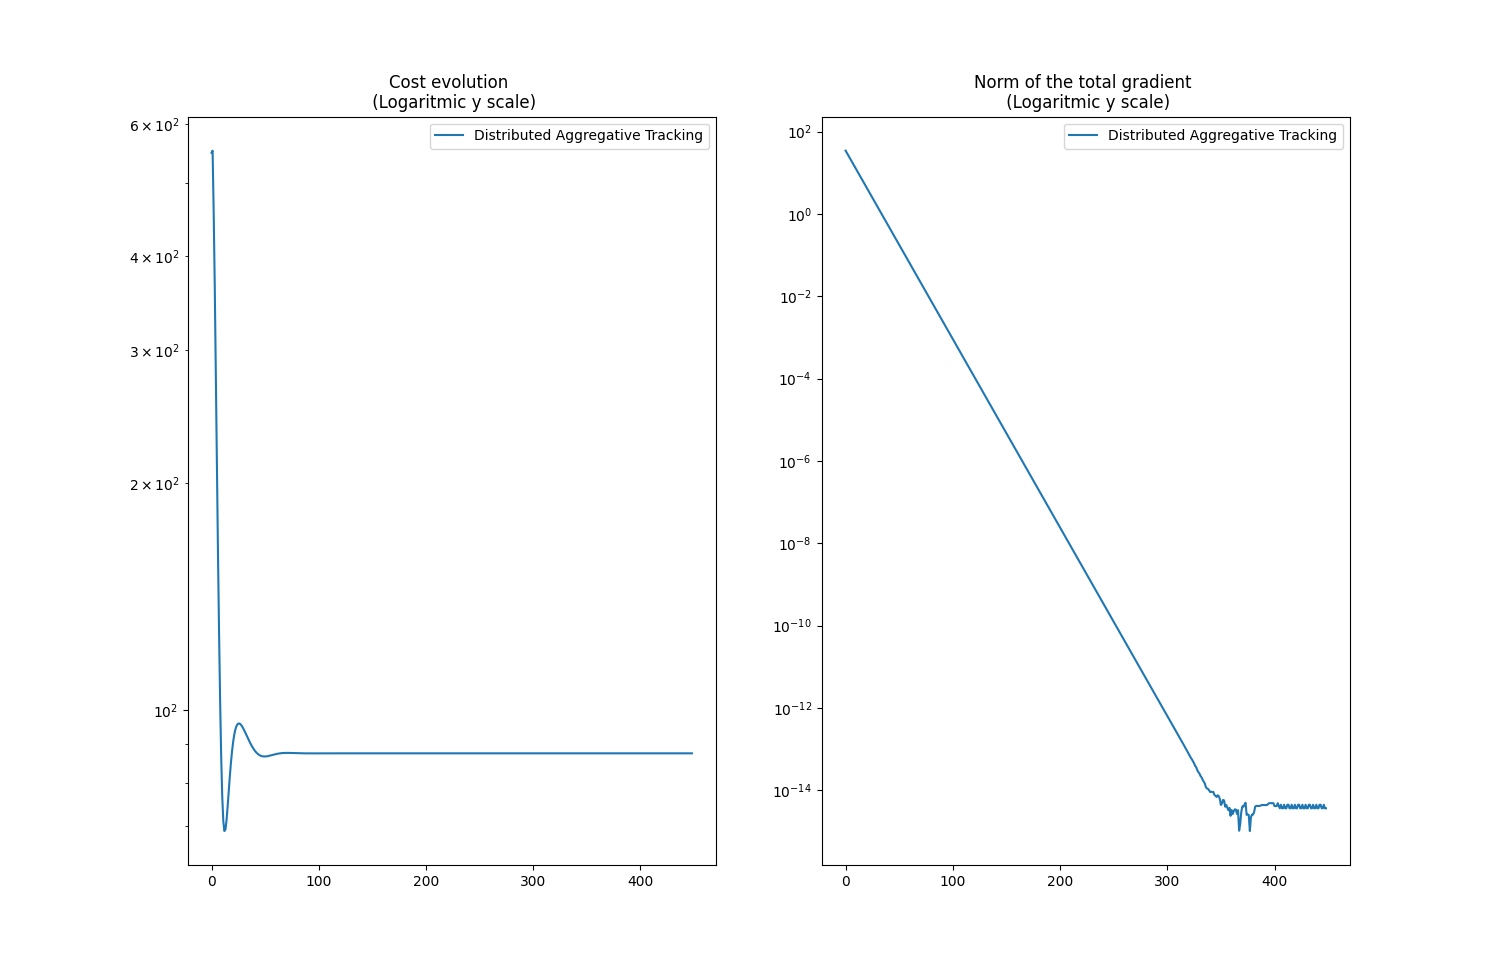 Cost evolution
(Logaritmic y scale)
Distributed Aggregative Tracking
6 × 10²
4 × 10²
3 × 10²
2 × 10²
10²
0 100 200 300 400
Norm of the total gradient
(Logaritmic y scale)
Distributed Aggregative Tracking
10²
10⁰
10⁻²
10⁻⁴
10⁻⁶
10⁻⁸
10⁻¹⁰
10⁻¹²
10⁻¹⁴
0 100 200 300 400